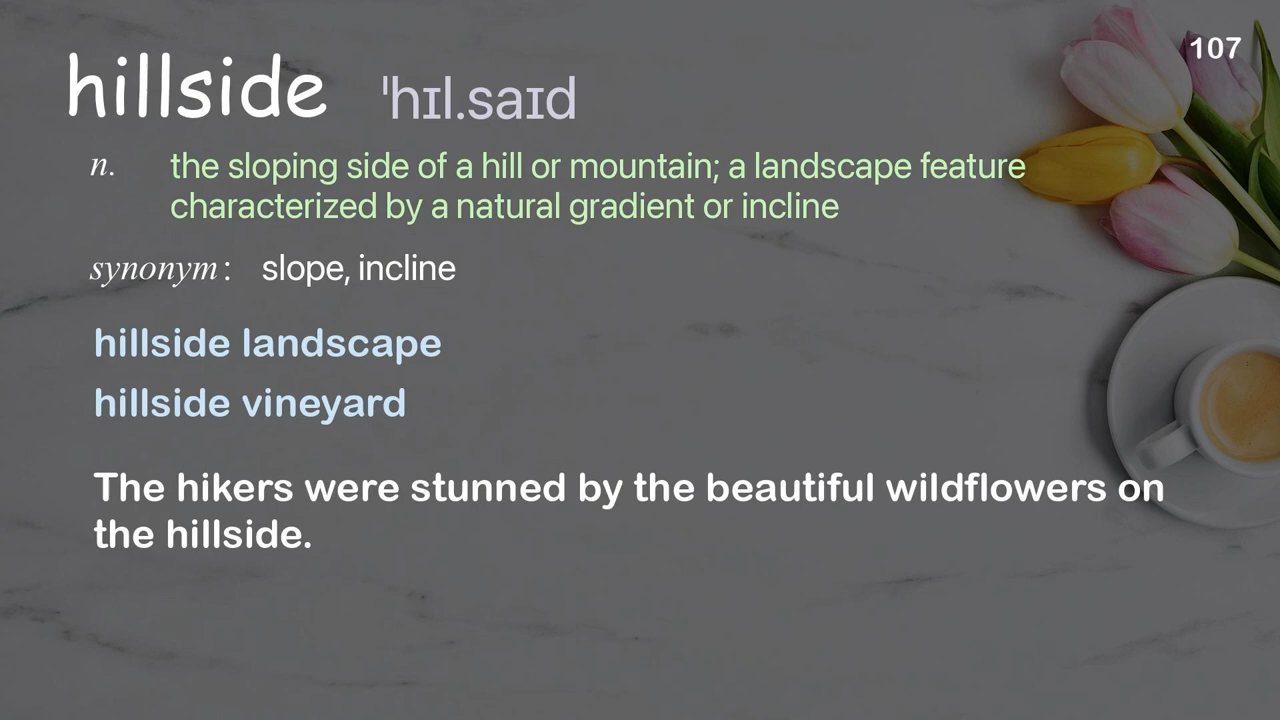 107
hillside ˈhɪl.saɪd
n. the sloping side of a hill or mountain; a landscape feature
characterized by a natural gradient or incline
synonym: slope, incline
hillside landscape
hillside vineyard
The hikers were stunned by the beautiful wildflowers on
the hillside.